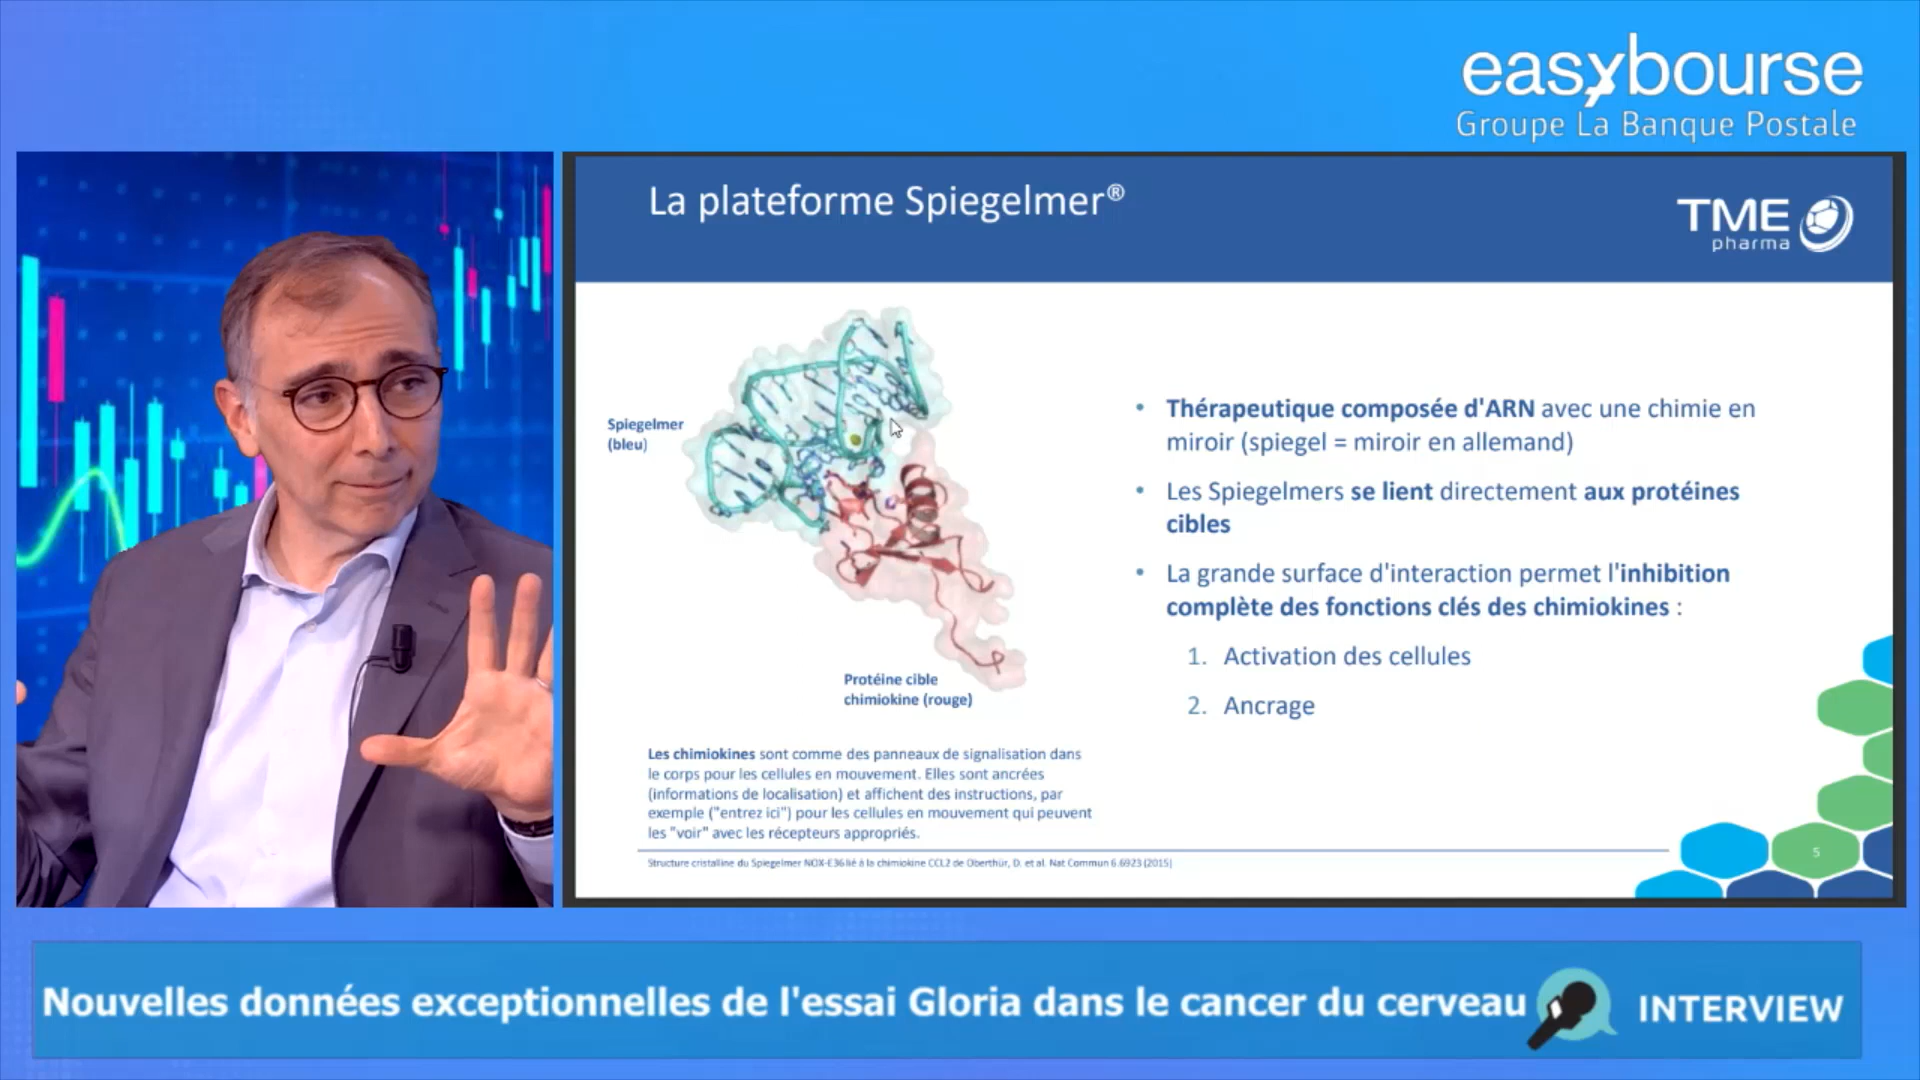 easybourse
Groupe La Banque Postale
La plateforme Spiegelmer®
TME
pharma
Spiegelmer
(bleu)
Protéine cible
chimiokine (rouge)
Les chimiokines sont comme des panneaux de signalisation dans
le corps pour les cellules en mouvement. Elles sont ancrées
(informations de localisation) et affichent des instructions, par
exemple ("entrez ici") pour les cellules en mouvement qui peuvent
les "voir" avec les récepteurs appropriés.
Structure cristalline du Spiegelmer NOX-E36 lié à la chimiokine CCL2 de Oberthür, D. et al. Nat Commun 6:6923 (2015)
• Thérapeutique composée d'ARN avec une chimie en
miroir (spiegel = miroir en allemand)
• Les Spiegelmers se lient directement aux protéines
cibles
• La grande surface d'interaction permet l'inhibition
complète des fonctions clés des chimiokines :
1. Activation des cellules
2. Ancrage
5
Nouvelles données exceptionnelles de l'essai Gloria dans le cancer du cerveau
INTERVIEW